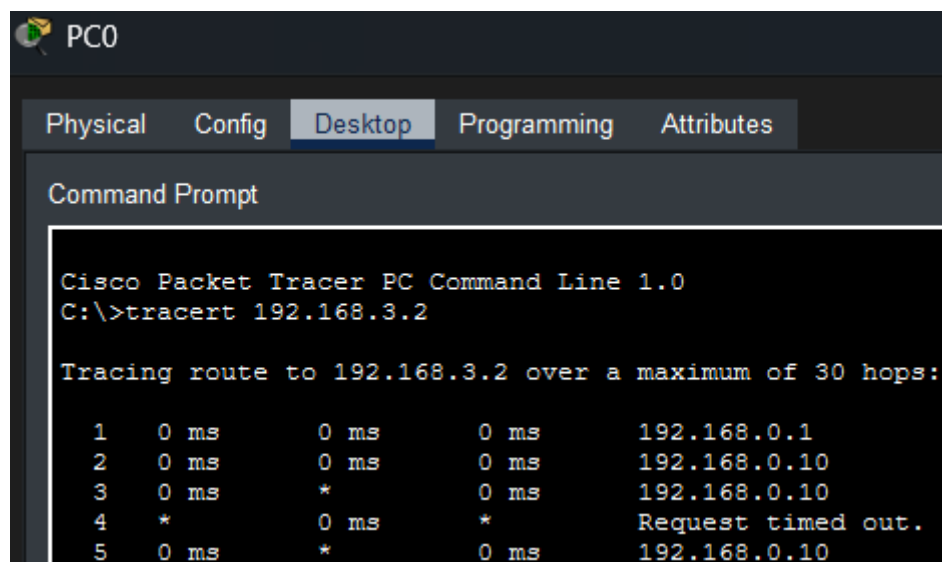 PC0
Physical Config Desktop Programming Attributes
Command Prompt
Cisco Packet Tracer PC Command Line 1.0
C:\>tracert 192.168.3.2
Tracing route to 192.168.3.2 over a maximum of 30 hops:
1 0 ms 0 ms 0 ms 192.168.0.1
2 0 ms 0 ms 0 ms 192.168.0.10
3 0 ms * 0 ms 192.168.0.10
4 * 0 ms * Request timed out.
5 0 ms * 0 ms 192.168.0.10